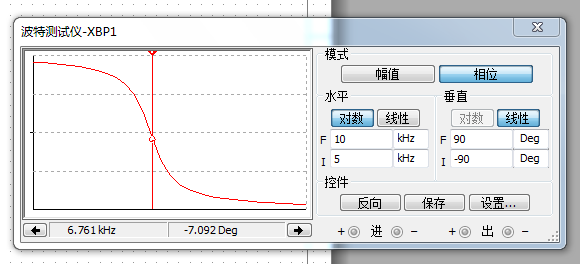 波特测试仪-XBP1
模式
幅值 相位
水平 垂直
对数 线性 对数 线性
F 10 kHz F 90 Deg
I 5 kHz I -90 Deg
控件
反向 保存 设置...
6.761 kHz -7.092 Deg
+ 进 - + 出 -